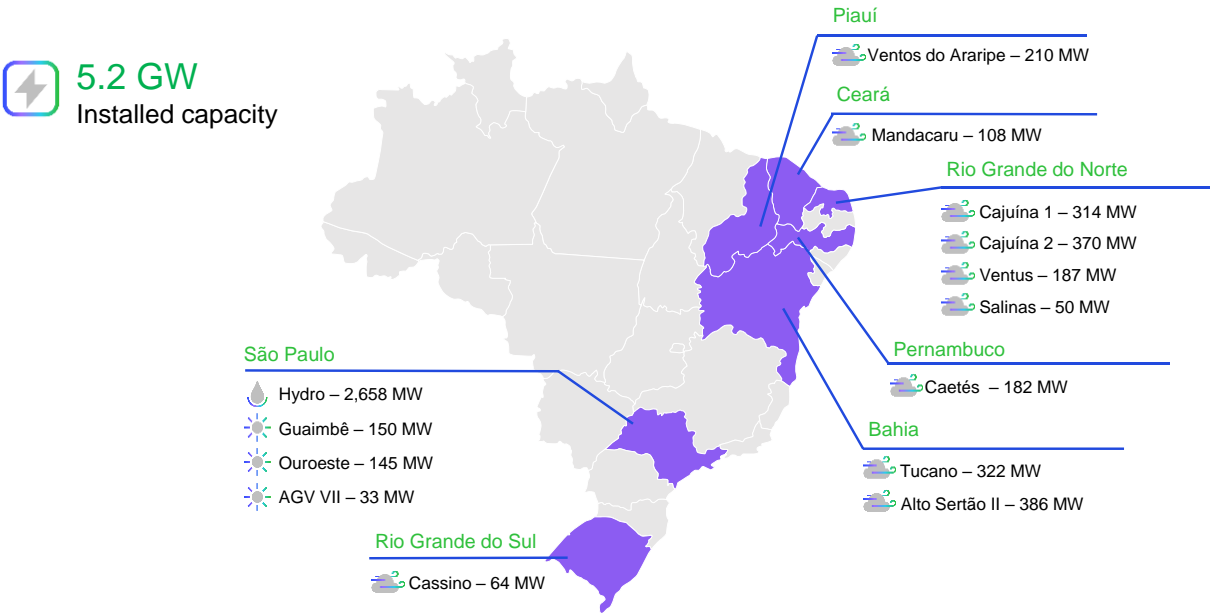 5.2 GW
Installed capacity
Piauí
Ventos do Araripe – 210 MW
Ceará
Mandacaru – 108 MW
Rio Grande do Norte
Cajuína 1 – 314 MW
Cajuína 2 – 370 MW
Ventus – 187 MW
Salinas – 50 MW
Pernambuco
Caetés – 182 MW
Bahia
Tucano – 322 MW
Alto Sertão II – 386 MW
São Paulo
Hydro – 2,658 MW
Guaimbê – 150 MW
Ouroeste – 145 MW
AGV VII – 33 MW
Rio Grande do Sul
Cassino – 64 MW